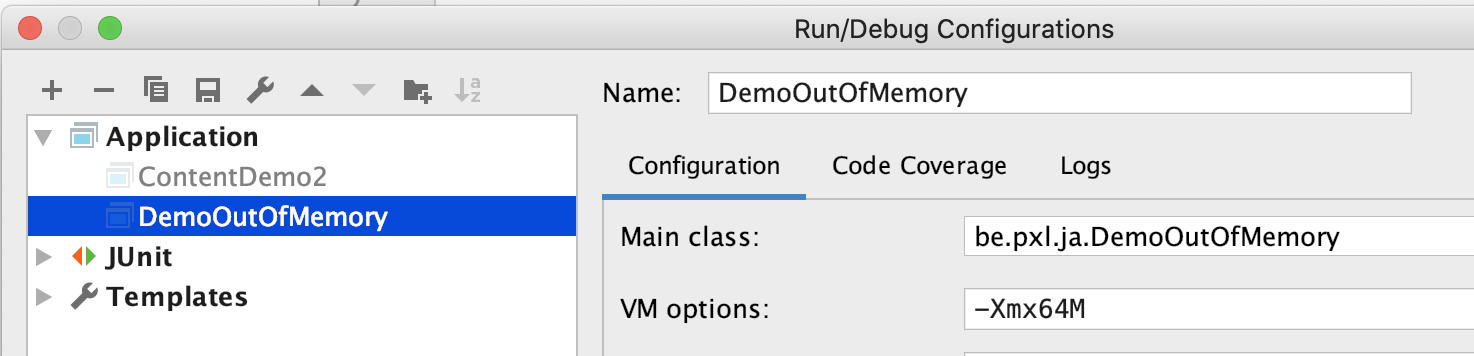 Run/Debug Configurations
a
z
Name: DemoOutOfMemory
Application
ContentDemo2
DemoOutOfMemory
JUnit
Templates
Configuration Code Coverage Logs
Main class: be.pxl.ja.DemoOutOfMemory
VM options: -Xmx64M